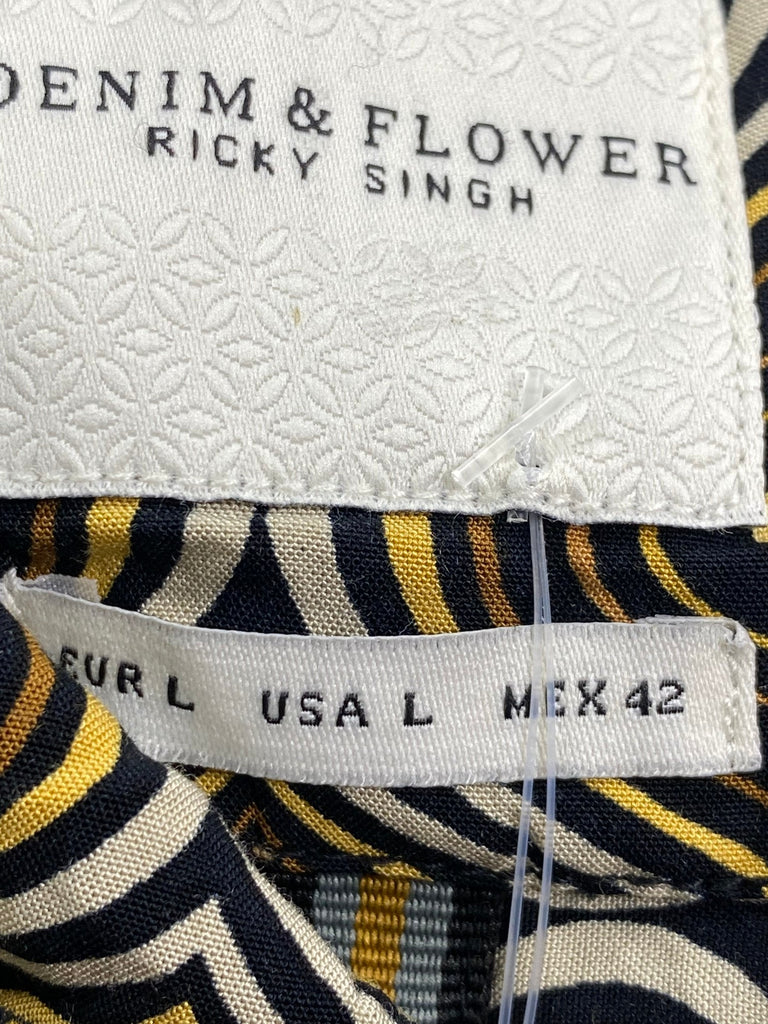 DENIM & FLOWER
RICKY SINGH
EUR L USA L MEX 42